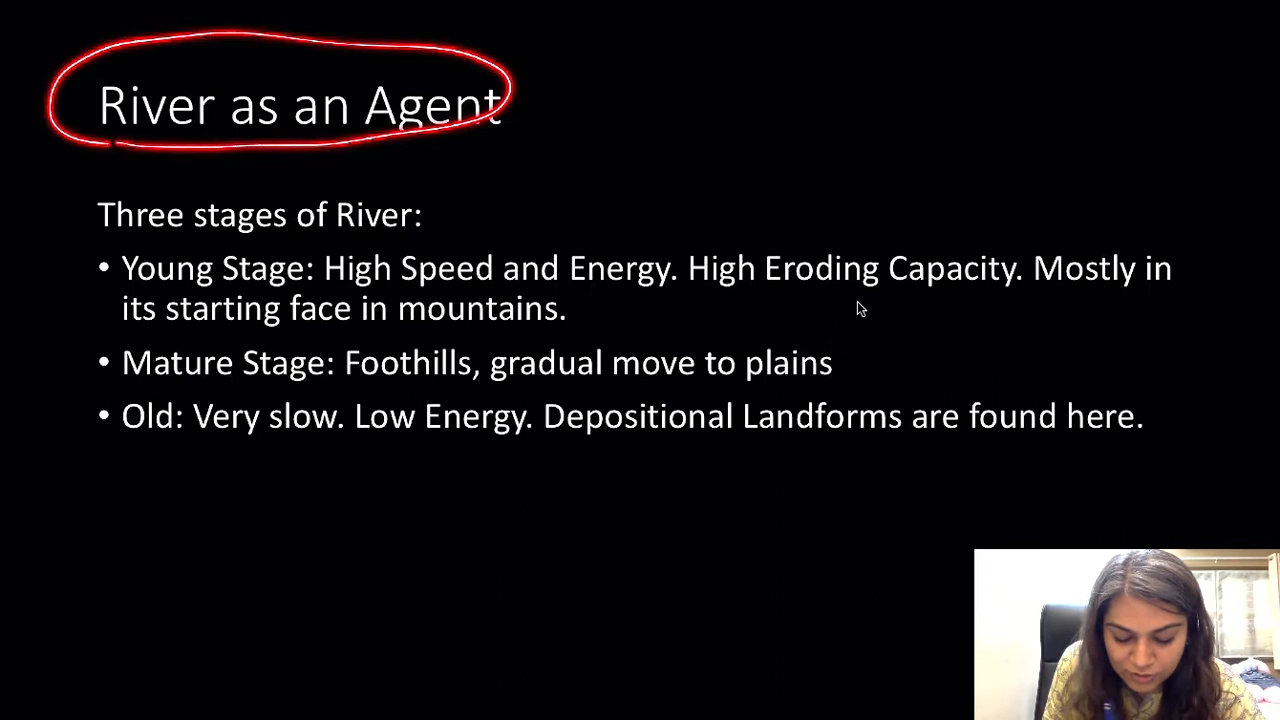 River as an Agent
Three stages of River:
• Young Stage: High Speed and Energy. High Eroding Capacity. Mostly in
its starting face in mountains.
• Mature Stage: Foothills, gradual move to plains
• Old: Very slow. Low Energy. Depositional Landforms are found here.